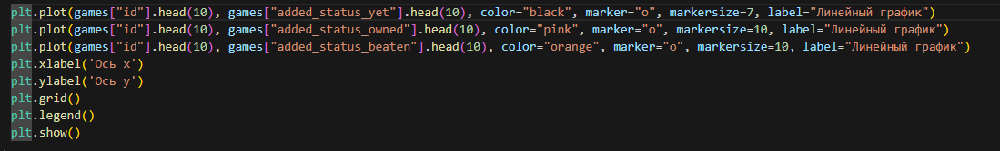 plt.plot(games["id"].head(10), games["added_status_yet"].head(10), color="black", marker="o", markersize=7, label="Линейный график")
plt.plot(games["id"].head(10), games["added_status_owned"].head(10), color="pink", marker="o", markersize=10, label="Линейный график")
plt.plot(games["id"].head(10), games["added_status_beaten"].head(10), color="orange", marker="o", markersize=10, label="Линейный график")
plt.xlabel('Ось x')
plt.ylabel('Ось y')
plt.grid()
plt.legend()
plt.show()